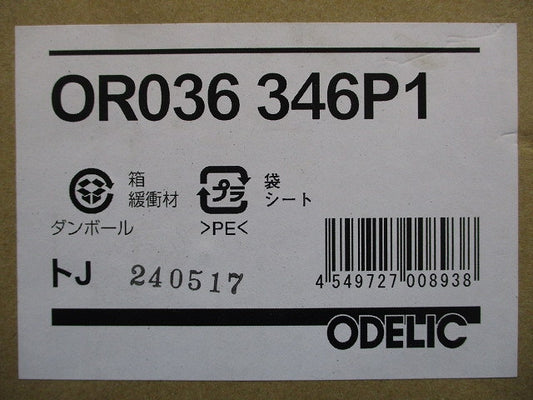 OR036 346P1
箱
緩衝材
ダンボール
プラ
袋
シート
>PE<
トJ 240517
4 549727 008938
ODELIC